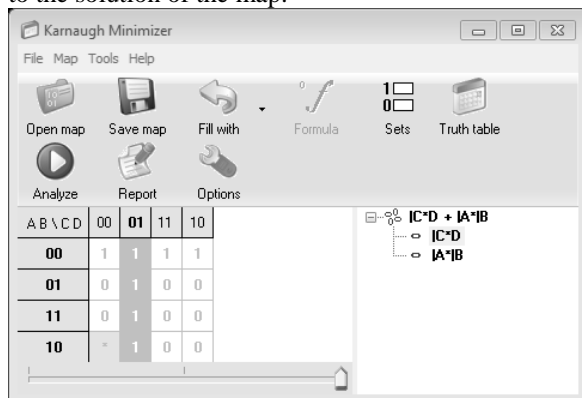 to the solution of the map.
Karnaugh Minimizer
File Map Tools Help
Open map Save map Fill with Formula Sets Truth table
Analyze Report Options
AB\CD 00 01 11 10
00 1 1 1 1
01 0 1 0 0
11 0 1 0 0
10 * 1 0 0
|C*D + |A*|B
|C*D
|A*|B